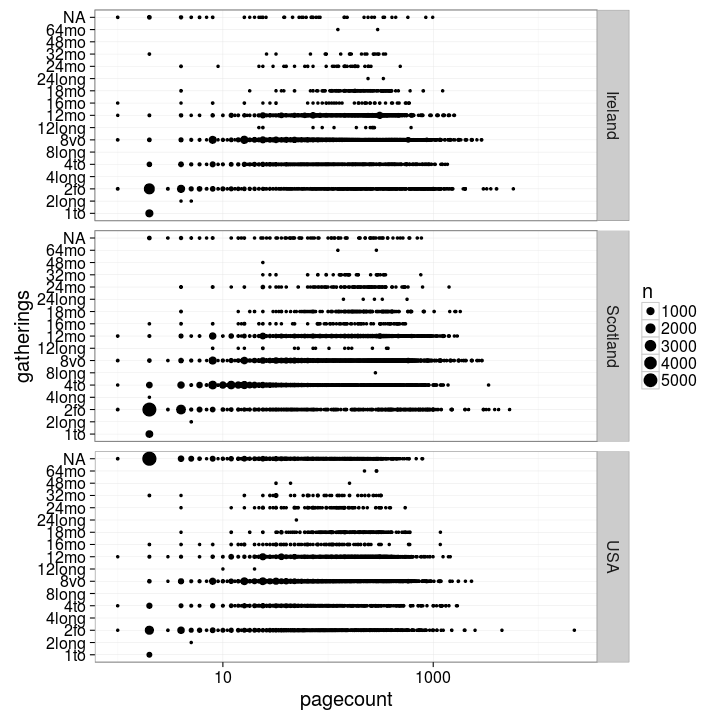 NA
64mo
48mo
32mo
24mo
24long
18mo
16mo
12mo
12long
8vo
8long
4to
4long
2fo
2long
1to
Ireland
NA
64mo
48mo
32mo
24mo
24long
18mo
16mo
12mo
12long
8vo
8long
4to
4long
2fo
2long
1to
Scotland
NA
64mo
48mo
32mo
24mo
24long
18mo
16mo
12mo
12long
8vo
8long
4to
4long
2fo
2long
1to
USA
gatherings
10
1000
pagecount
n
1000
2000
3000
4000
5000